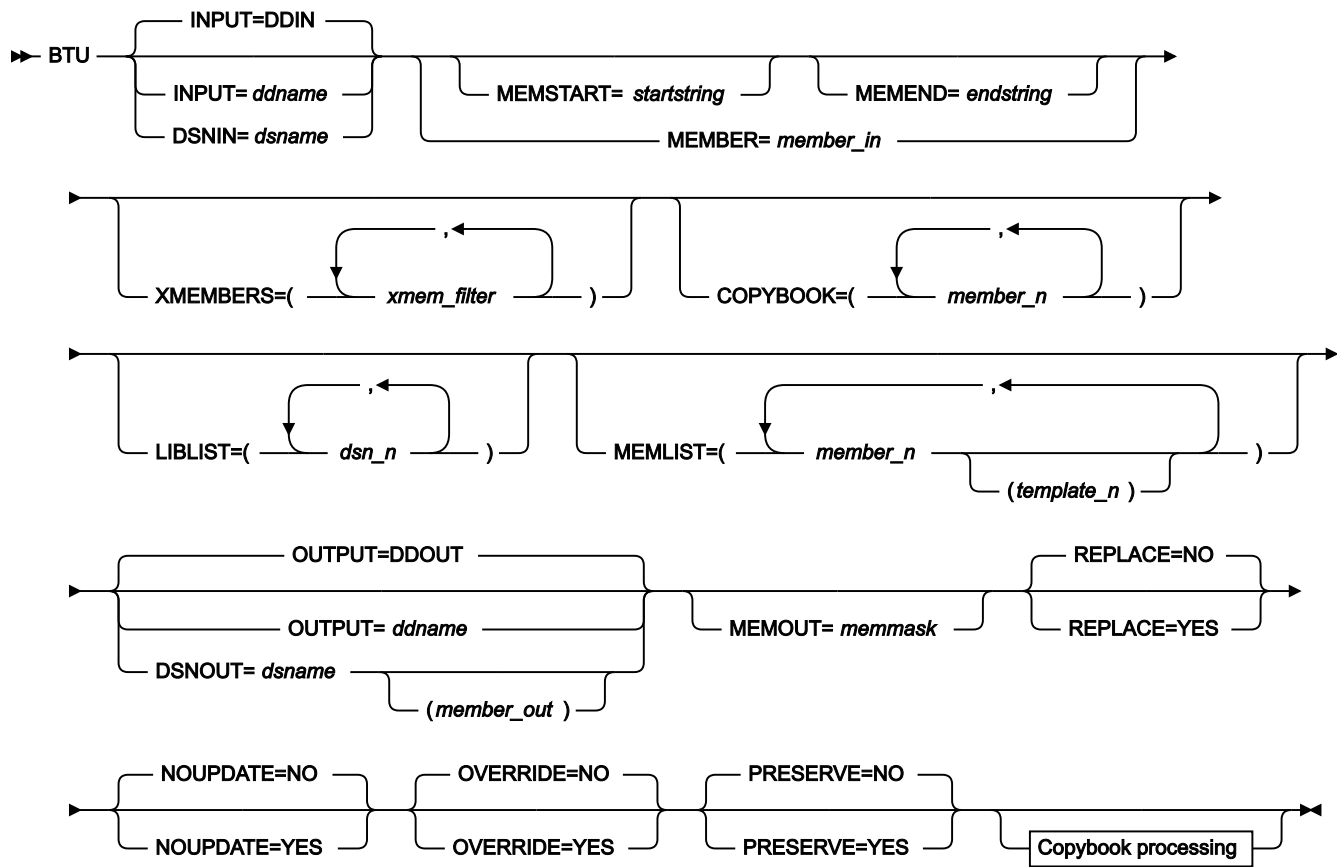 INPUT=DDIN
BTU
INPUT= ddname
DSNIN= dsname
MEMSTART= startstring
MEMEND= endstring
MEMBER= member_in
,
XMEMBERS=( xmem_filter )
,
COPYBOOK=( member_n )
,
LIBLIST=( dsn_n )
,
MEMLIST=( member_n )
(template_n )
OUTPUT=DDOUT
OUTPUT= ddname
DSNOUT= dsname
(member_out )
MEMOUT= memmask
REPLACE=NO
REPLACE=YES
NOUPDATE=NO
NOUPDATE=YES
OVERRIDE=NO
OVERRIDE=YES
PRESERVE=NO
PRESERVE=YES
Copybook processing